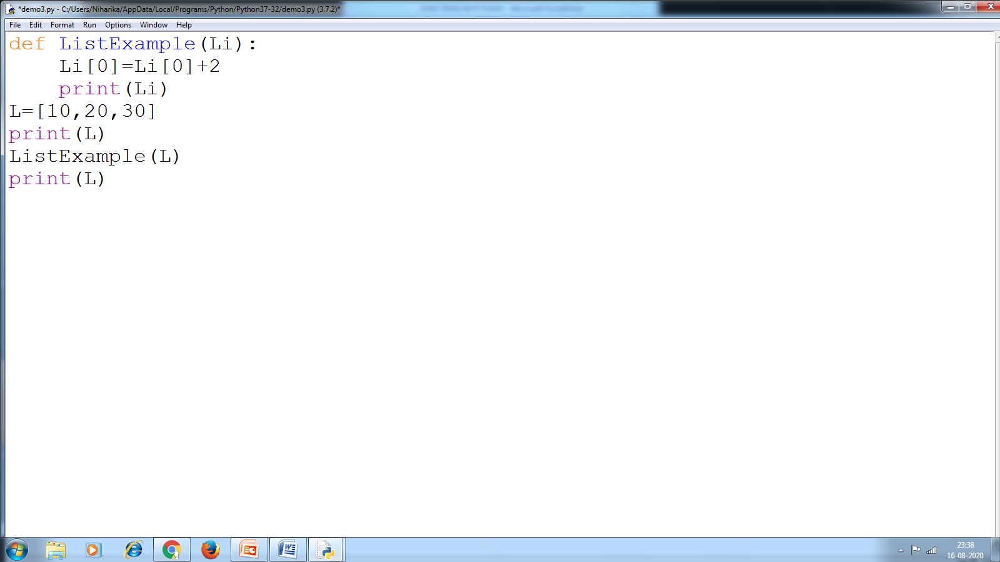 *demo3.py - C:/Users/Niharika/AppData/Local/Programs/Python/Python37-32/demo3.py (3.7.2)*
File Edit Format Run Options Window Help
def ListExample(Li):
    Li[0]=Li[0]+2
    print(Li)
L=[10,20,30]
print(L)
ListExample(L)
print(L)
23:38
16-08-2020